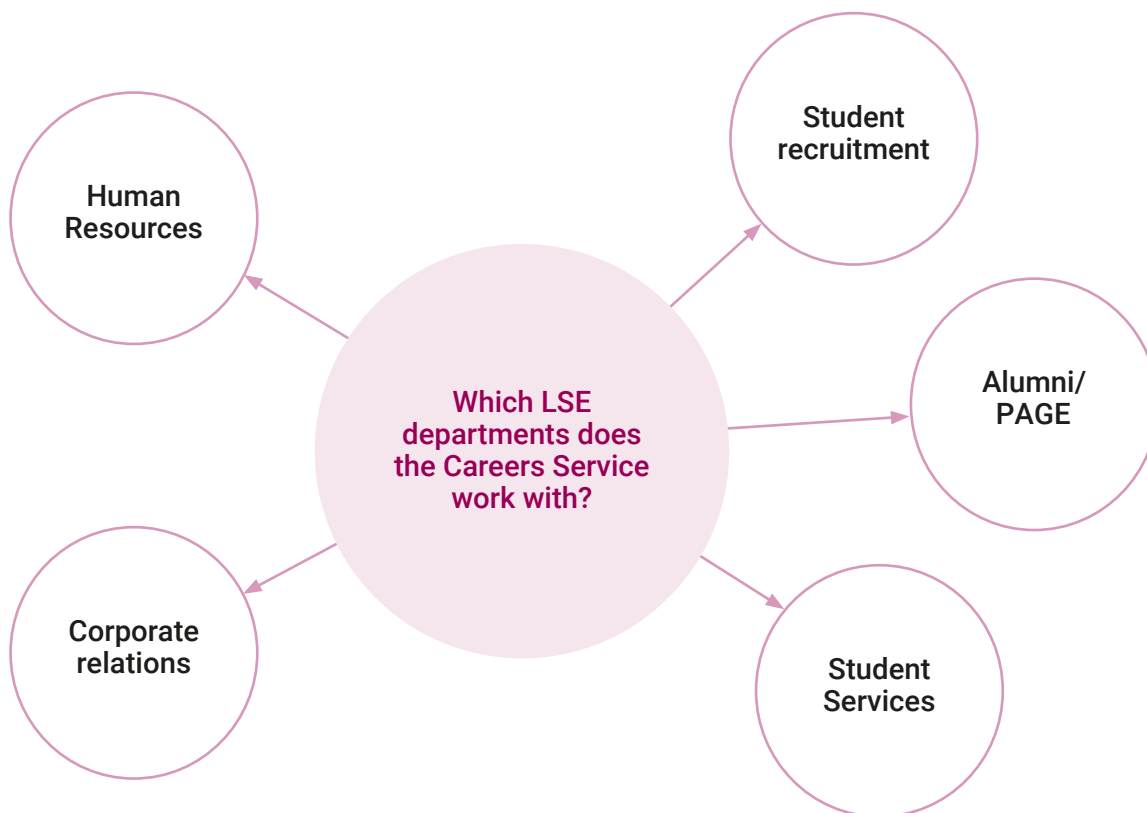 Student
recruitment
Human
Resources
Alumni/
PAGE
Which LSE
departments does
the Careers Service
work with?
Corporate
relations
Student
Services